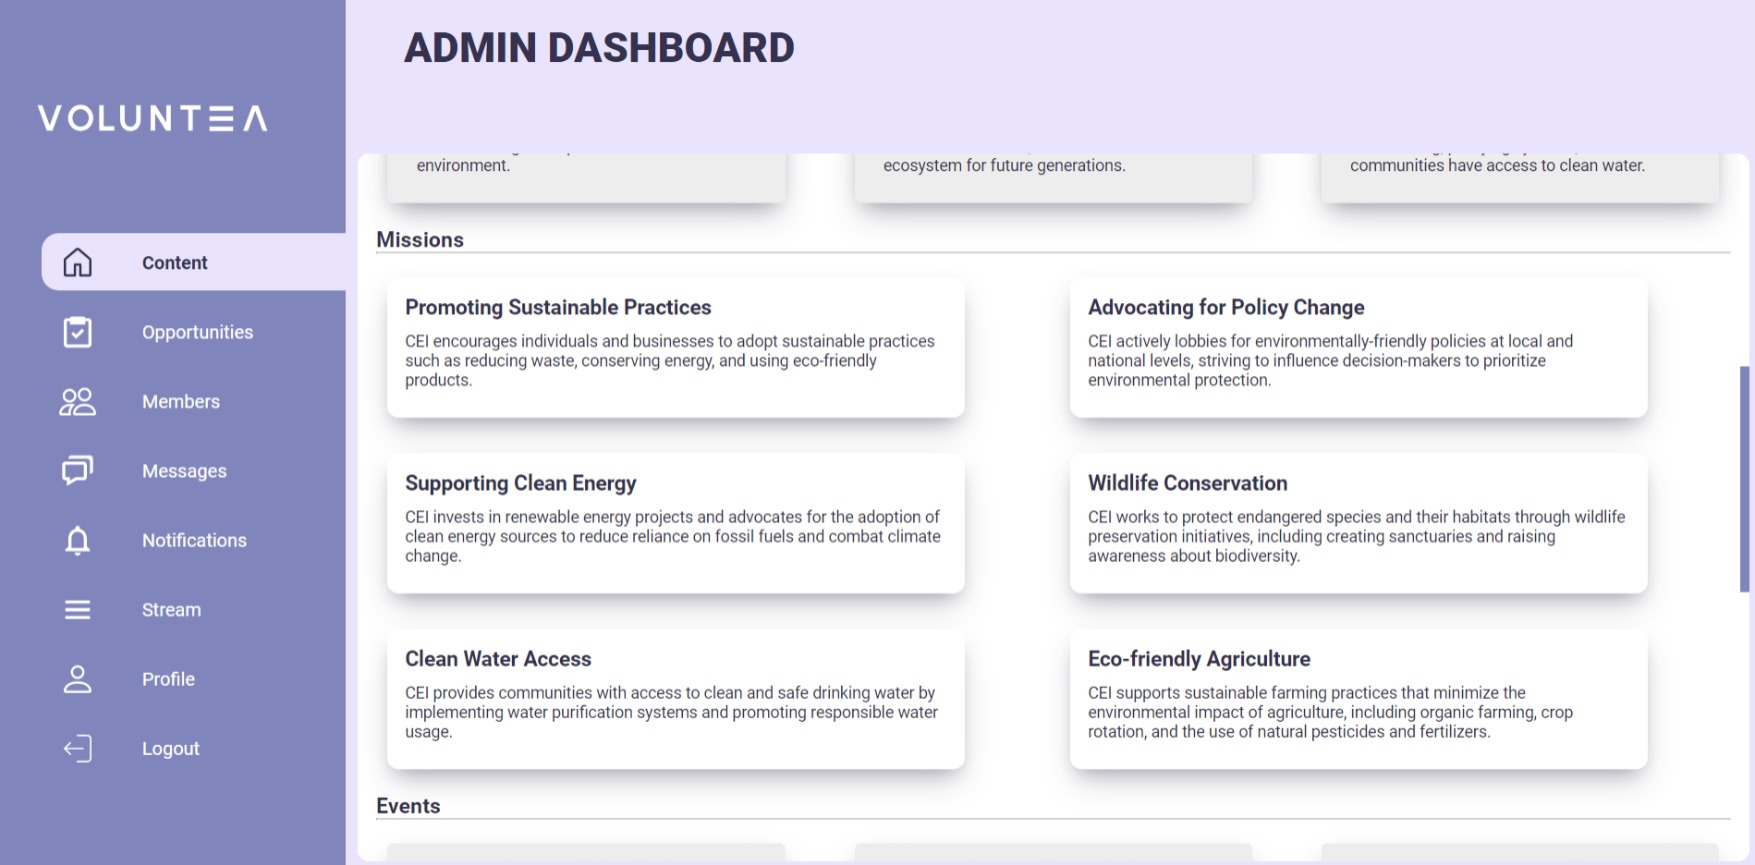 ADMIN DASHBOARD
VOLUNTEA
Content
Opportunities
Members
Messages
Notifications
Stream
Profile
Logout
environment.
ecosystem for future generations.
communities have access to clean water.
Missions
Promoting Sustainable Practices
CEI encourages individuals and businesses to adopt sustainable practices
such as reducing waste, conserving energy, and using eco-friendly
products.
Advocating for Policy Change
CEI actively lobbies for environmentally-friendly policies at local and
national levels, striving to influence decision-makers to prioritize
environmental protection.
Supporting Clean Energy
CEI invests in renewable energy projects and advocates for the adoption of
clean energy sources to reduce reliance on fossil fuels and combat climate
change.
Wildlife Conservation
CEI works to protect endangered species and their habitats through wildlife
preservation initiatives, including creating sanctuaries and raising
awareness about biodiversity.
Clean Water Access
CEI provides communities with access to clean and safe drinking water by
implementing water purification systems and promoting responsible water
usage.
Eco-friendly Agriculture
CEI supports sustainable farming practices that minimize the
environmental impact of agriculture, including organic farming, crop
rotation, and the use of natural pesticides and fertilizers.
Events